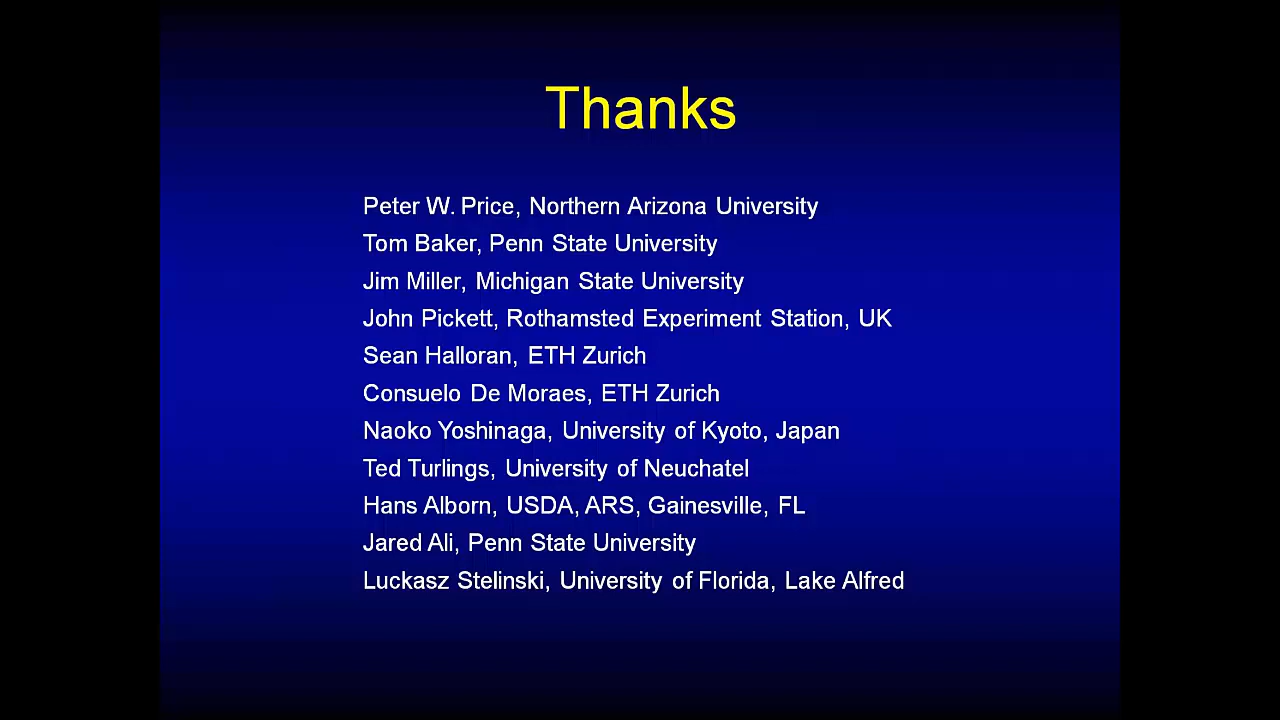 Thanks
Peter W. Price, Northern Arizona University
Tom Baker, Penn State University
Jim Miller, Michigan State University
John Pickett, Rothamsted Experiment Station, UK
Sean Halloran, ETH Zurich
Consuelo De Moraes, ETH Zurich
Naoko Yoshinaga, University of Kyoto, Japan
Ted Turlings, University of Neuchatel
Hans Alborn, USDA, ARS, Gainesville, FL
Jared Ali, Penn State University
Luckasz Stelinski, University of Florida, Lake Alfred